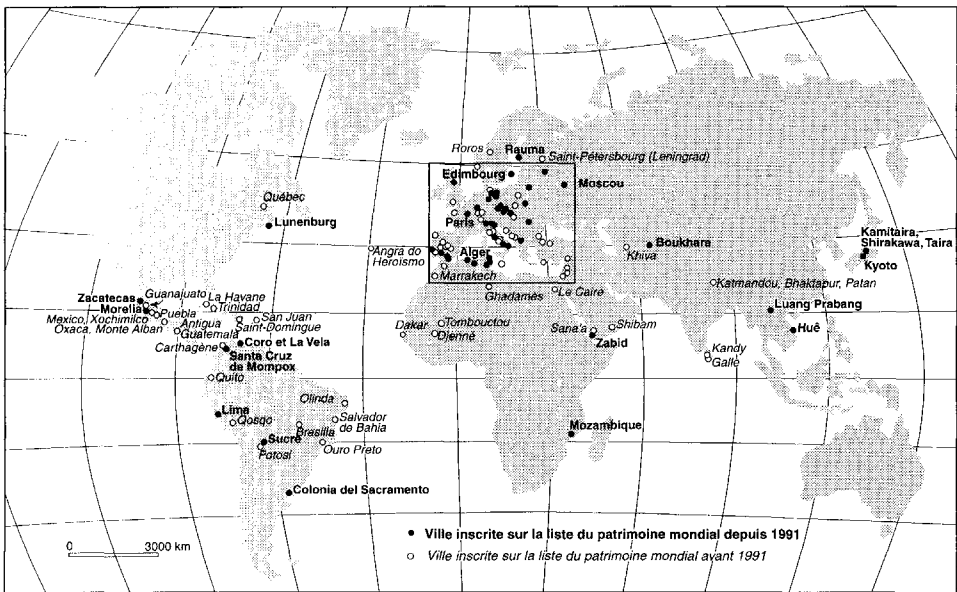 Roros
Rauma
Saint-Pétersbourg (Leningrad)
Edimbourg
Moscou
Québec
Lunenburg
Paris
Angra do
Heroismo
Alger
Marrakech
Ghadamès
Le Caire
Boukhara
Khiva
Kamitaira,
Shirakawa, Taira
Kyoto
Katmandou, Bhaktapur, Patan
Luang Prabang
Huê
Zacatecas
Guanajuato
Morelia
Mexico, Xochimilco
Puebla
Oxaca, Monte Alban
La Havane
Trinidad
Antigua
Guatemala
San Juan
Saint-Domingue
Carthagène
Coro et La Vela
Santa Cruz
de Mompox
Quito
Dakar
Tombouctou
Djenné
Sana'a
Shibam
Zabid
Kandy
Galle
Olinda
Lima
Qosqo
Salvador
de Bahia
Brasilia
Sucre
Potosi
Ouro Preto
Mozambique
Colonia del Sacramento
0 3000 km
Ville inscrite sur la liste du patrimoine mondial depuis 1991
Ville inscrite sur la liste du patrimoine mondial avant 1991